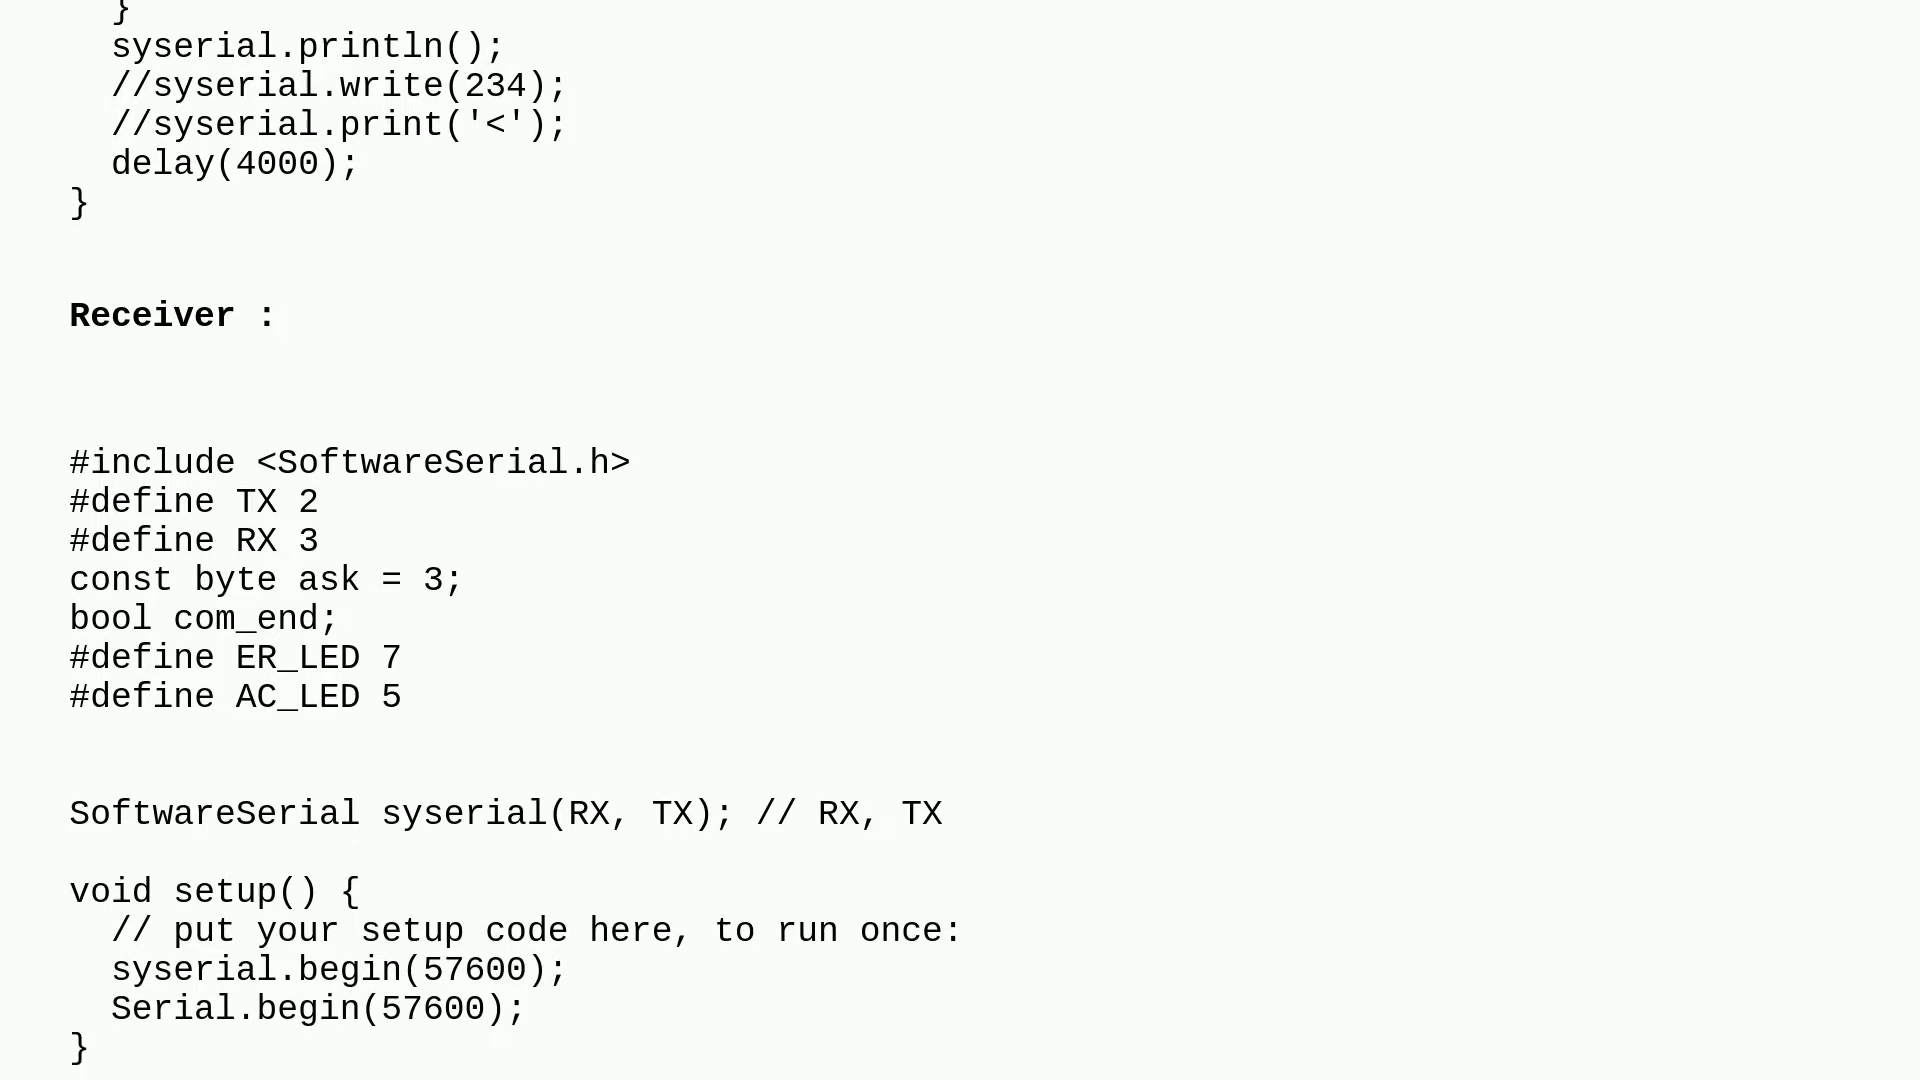 }
syserial.println();
//syserial.write(234);
//syserial.print('<');
delay(4000);
}
Receiver :
#include <SoftwareSerial.h>
#define TX 2
#define RX 3
const byte ask = 3;
bool com_end;
#define ER_LED 7
#define AC_LED 5
SoftwareSerial syserial(RX, TX); // RX, TX
void setup() {
// put your setup code here, to run once:
syserial.begin(57600);
Serial.begin(57600);
}